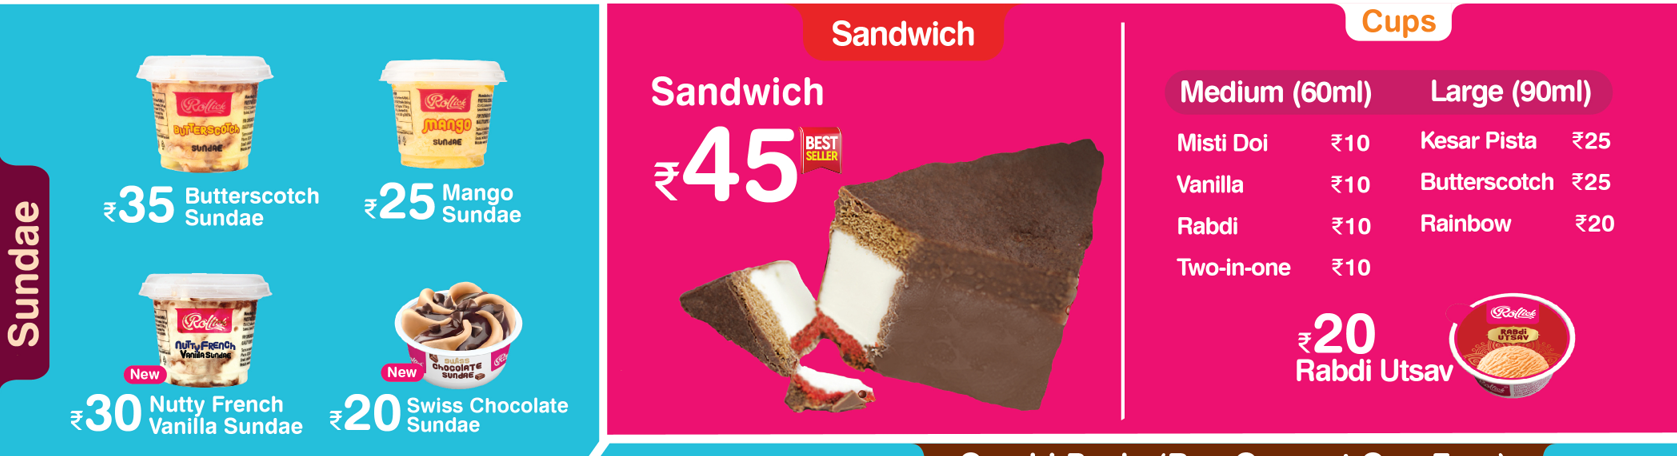 Sundae
Rollick
BUTTERSCOTCH
SUNDAE
₹35 Butterscotch
Sundae
Rollick
MANGO
SUNDAE
₹25 Mango
Sundae
Rollick
NUTTY FRENCH
VANILLA SUNDAE
New
₹30 Nutty French
Vanilla Sundae
SWISS
CHOCOLATE
SUNDAE
New
₹20 Swiss Chocolate
Sundae
Sandwich
Sandwich
₹45
BEST
SELLER
Cups
Medium (60ml) Large (90ml)
Misti Doi ₹10 Kesar Pista ₹25
Vanilla ₹10 Butterscotch ₹25
Rabdi ₹10 Rainbow ₹20
Two-in-one ₹10
₹20
Rabdi Utsav
Rollick
RABDI
UTSAV